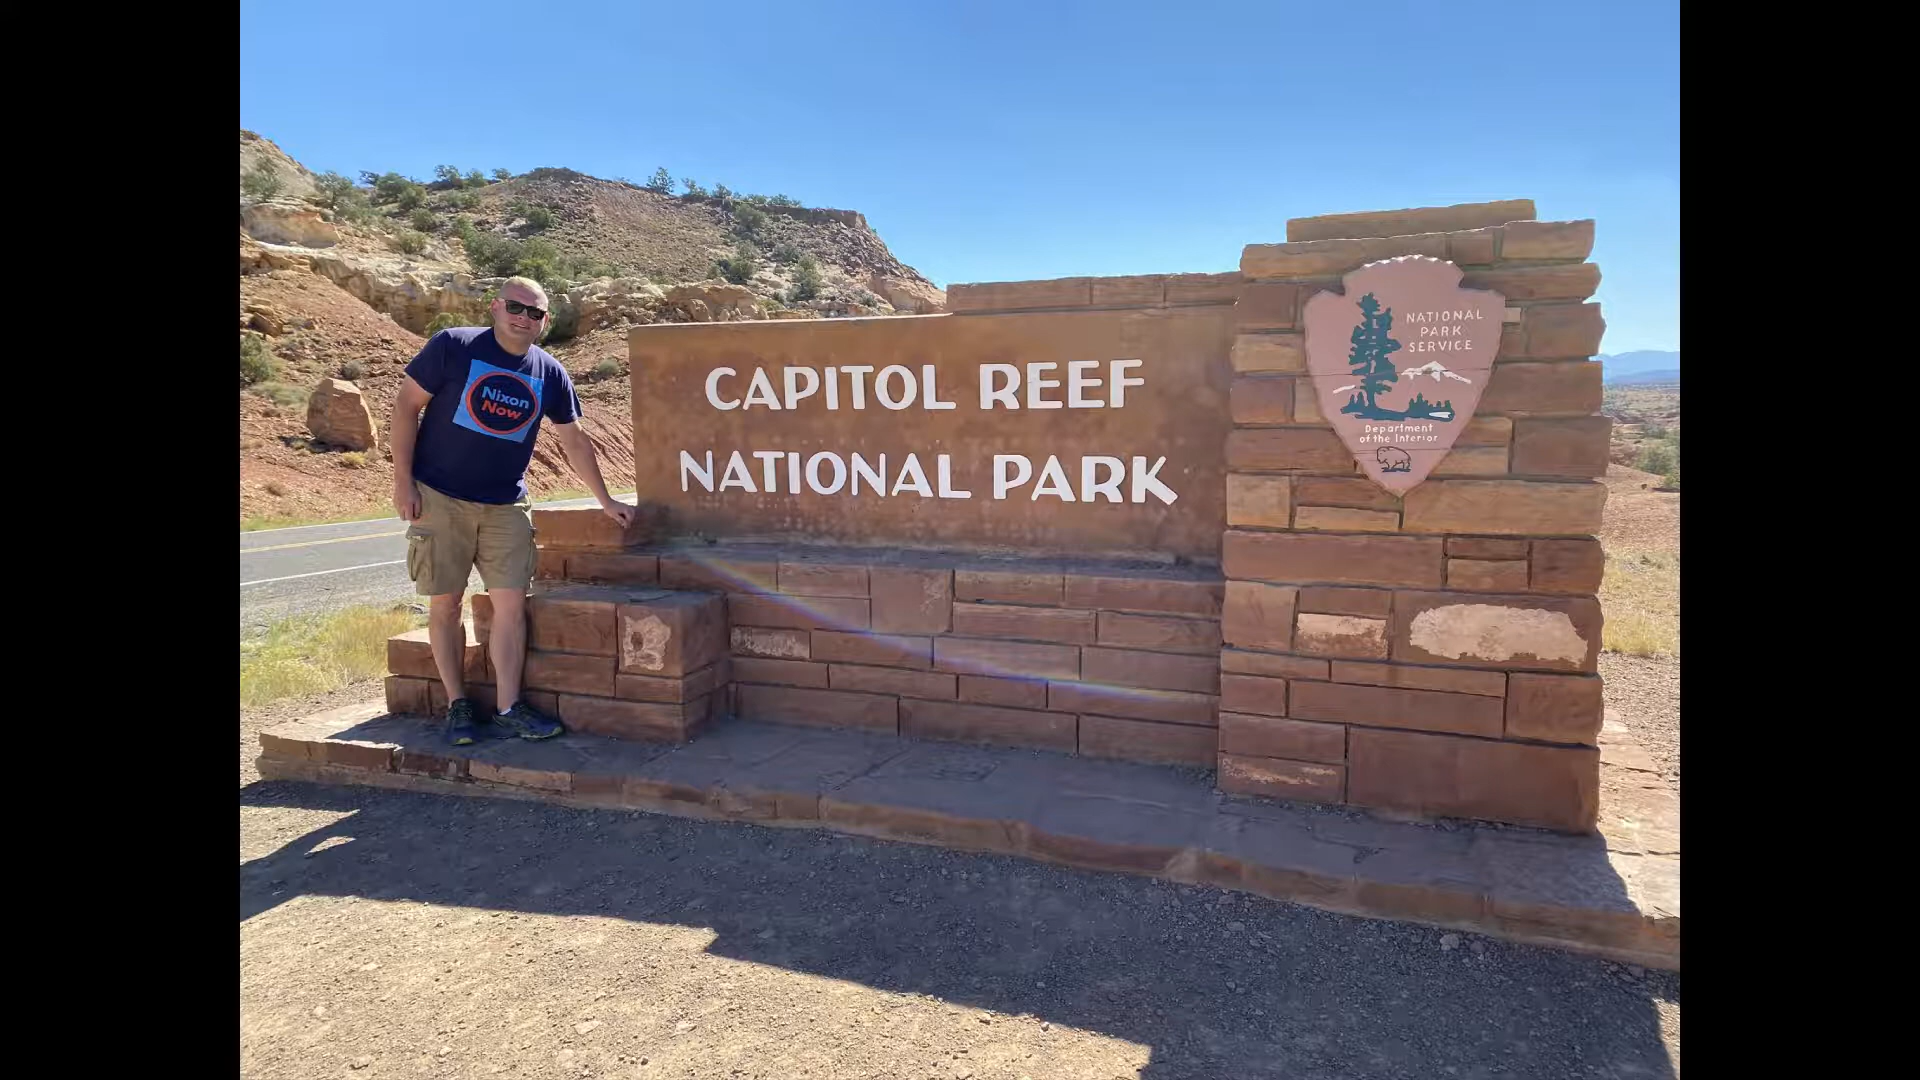 Nixon
Now
CAPITOL REEF
NATIONAL PARK
NATIONAL
PARK
SERVICE
Department
of the Interior